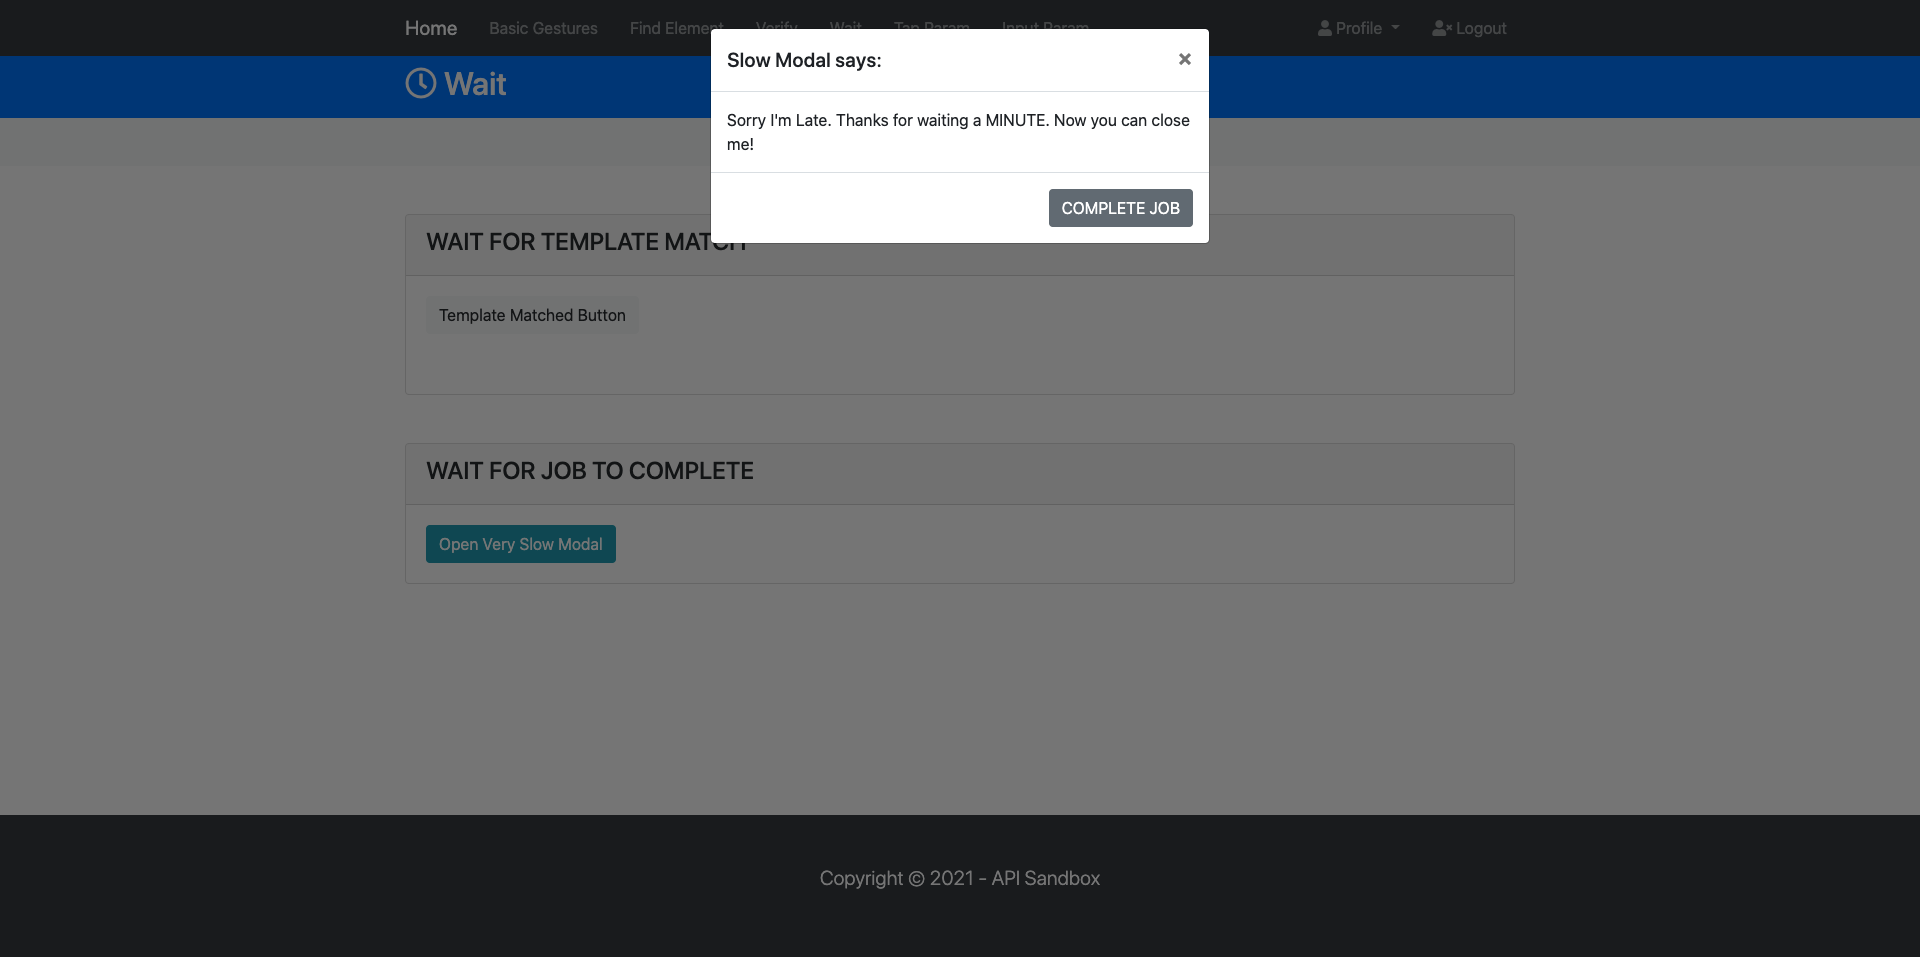 Home Basic Gestures Find Element Verify Wait Tap Param Input Param Profile Logout
Wait
Slow Modal says: ×
Sorry I'm Late. Thanks for waiting a MINUTE. Now you can close
me!
COMPLETE JOB
WAIT FOR TEMPLATE MATCH
Template Matched Button
WAIT FOR JOB TO COMPLETE
Open Very Slow Modal
Copyright © 2021 - API Sandbox